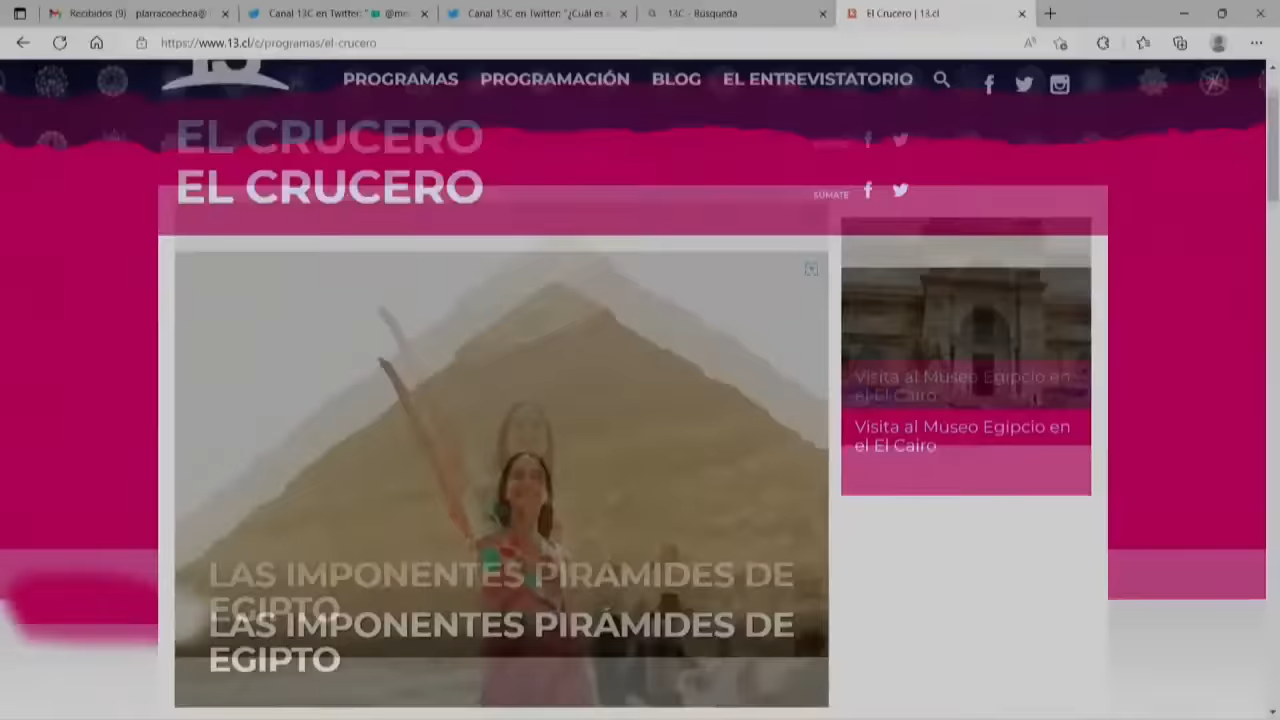 Recibidos (9) - plarracoechea@
Canal 13C en Twitter: "
Canal 13C en Twitter: "¿Cuál es
13C - Búsqueda
El Crucero | 13.cl
https://www.13.cl/c/programas/el-crucero
13
PROGRAMAS PROGRAMACIÓN BLOG EL ENTREVISTATORIO
EL CRUCERO
EL CRUCERO
SÚMATE
Visita al Museo Egipcio en
el El Cairo
Visita al Museo Egipcio en
el El Cairo
LAS IMPONENTES PIRÁMIDES DE
EGIPTO
LAS IMPONENTES PIRÁMIDES DE
EGIPTO